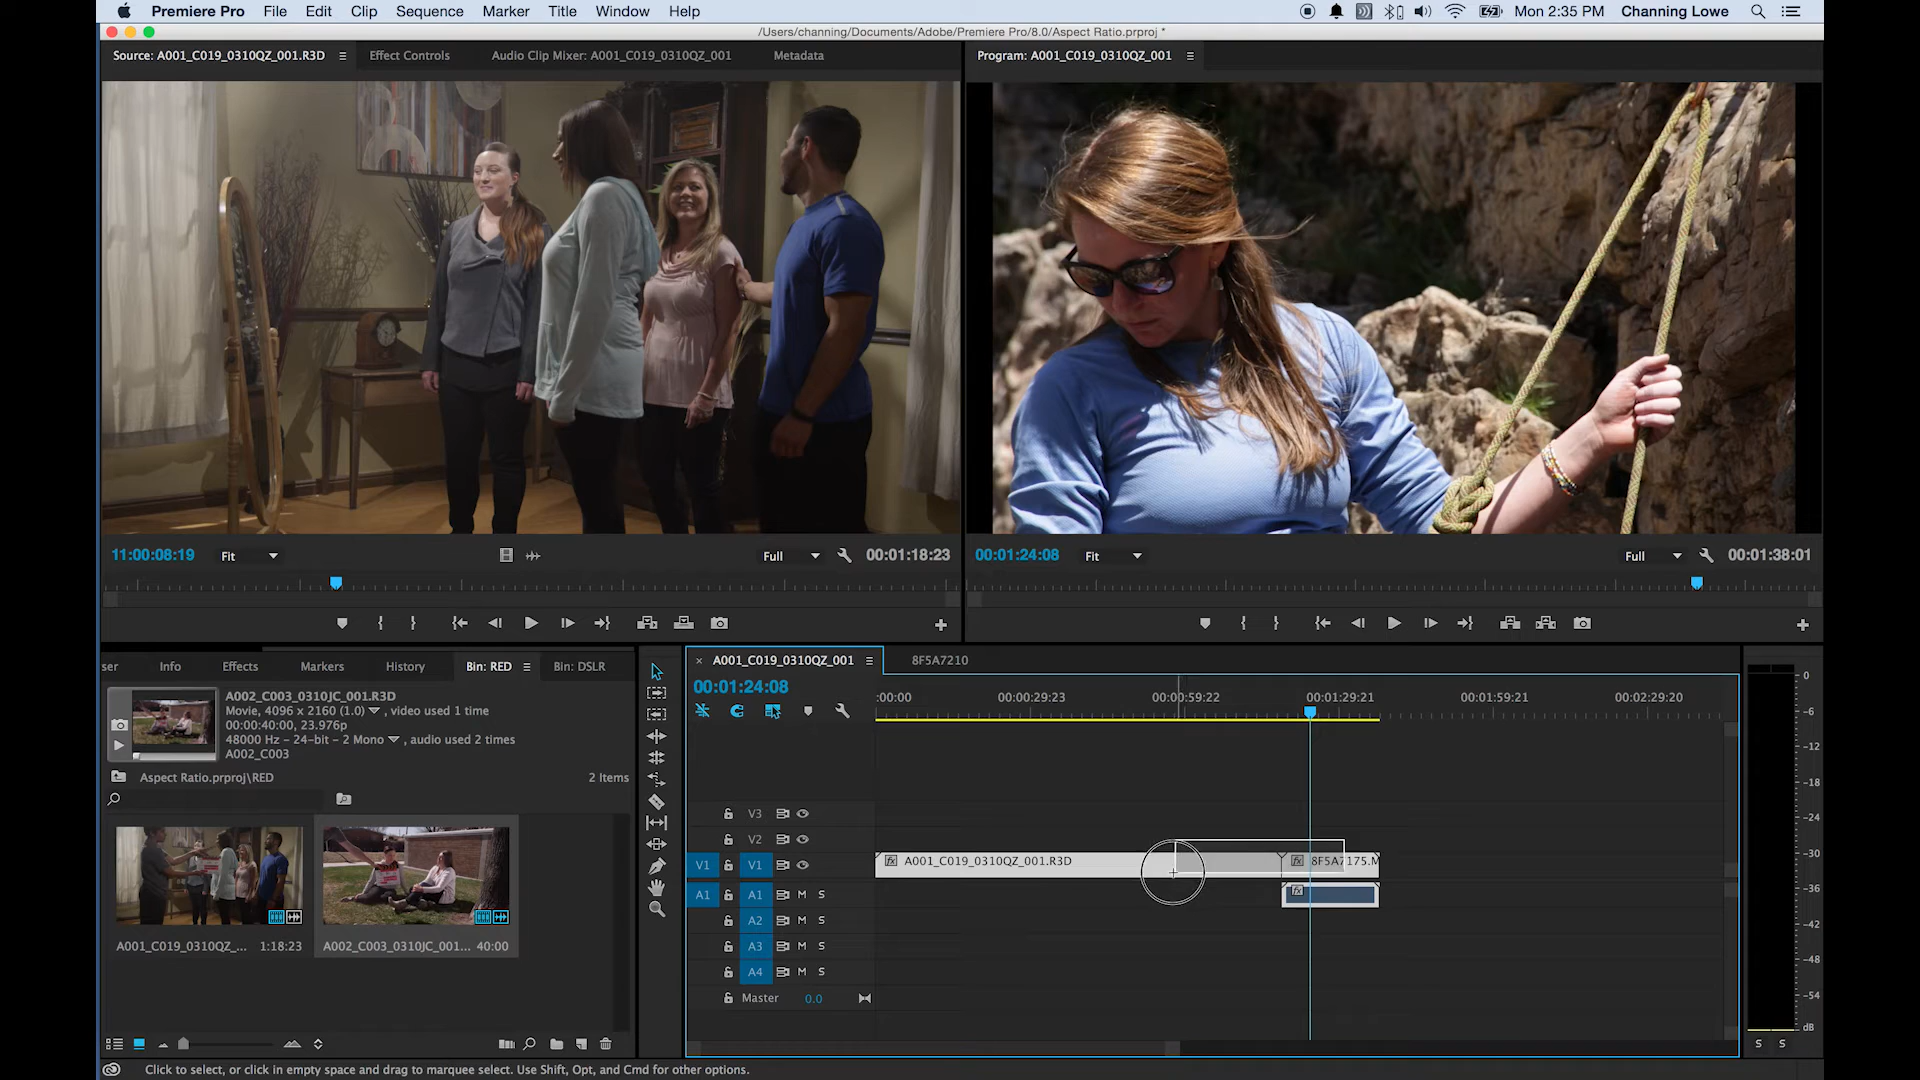 Premiere Pro File Edit Clip Sequence Marker Title Window Help Mon 2:35 PM Channing Lowe
/Users/channing/Documents/Adobe/Premiere Pro/8.0/Aspect Ratio.prproj *
Source: A001_C019_0310QZ_001.R3D Effect Controls Audio Clip Mixer: A001_C019_0310QZ_001 Metadata
Program: A001_C019_0310QZ_001
11:00:08:19 Fit Full 00:01:18:23
00:01:24:08 Fit Full 00:01:38:01
ser Info Effects Markers History Bin: RED Bin: DSLR
A002_C003_0310JC_001.R3D
Movie, 4096 x 2160 (1.0) , video used 1 time
00:00:40:00, 23.976p
48000 Hz - 24-bit - 2 Mono , audio used 2 times
A002_C003
Aspect Ratio.prproj\RED 2 Items
A001_C019_0310QZ_... 1:18:23
A002_C003_0310JC_001... 40:00
A001_C019_0310QZ_001 8F5A7210
00:01:24:08
:00:00 00:00:29:23 00:00:59:22 00:01:29:21 00:01:59:21 00:02:29:20
V3
V2
V1 V1 A001_C019_0310QZ_001.R3D 8F5A7175.M
A1 A1 M S
A2 M S
A3 M S
A4 M S
Master 0.0
0
-6
-12
-18
-24
-30
-36
-42
-48
-54
dB
S S
Click to select, or click in empty space and drag to marquee select. Use Shift, Opt, and Cmd for other options.